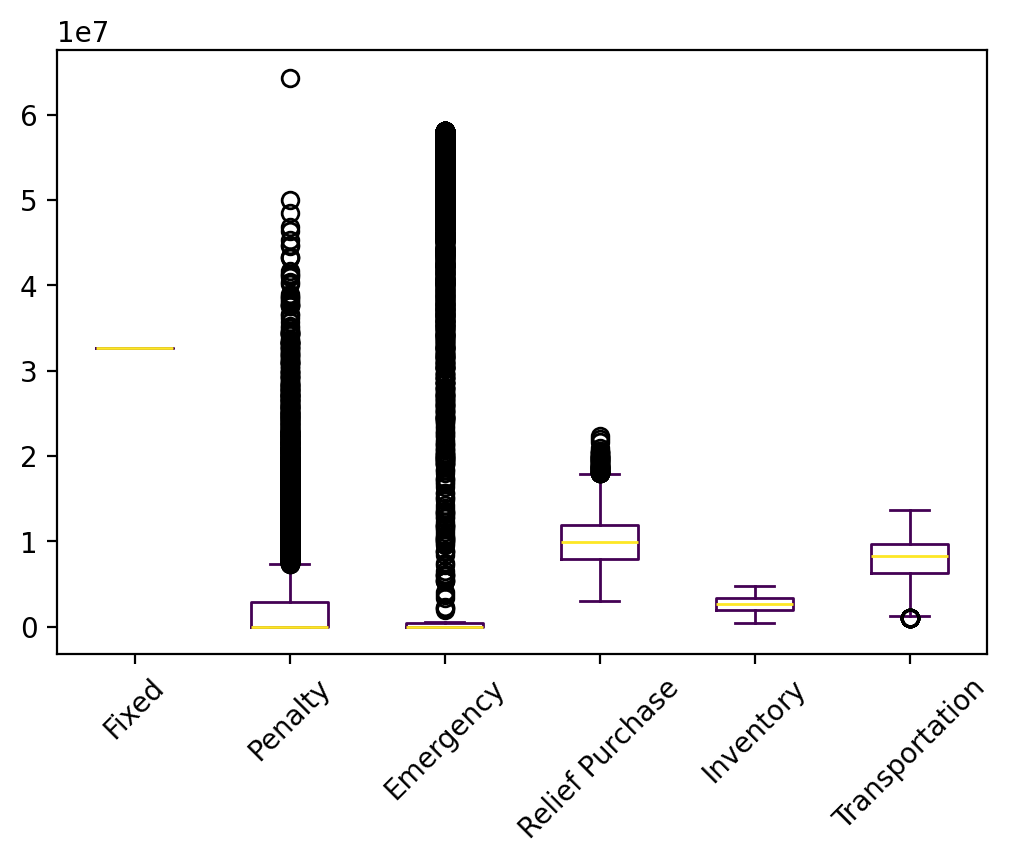 1e7
6
5
4
3
2
1
0
Fixed
Penalty
Emergency
Relief Purchase
Inventory
Transportation